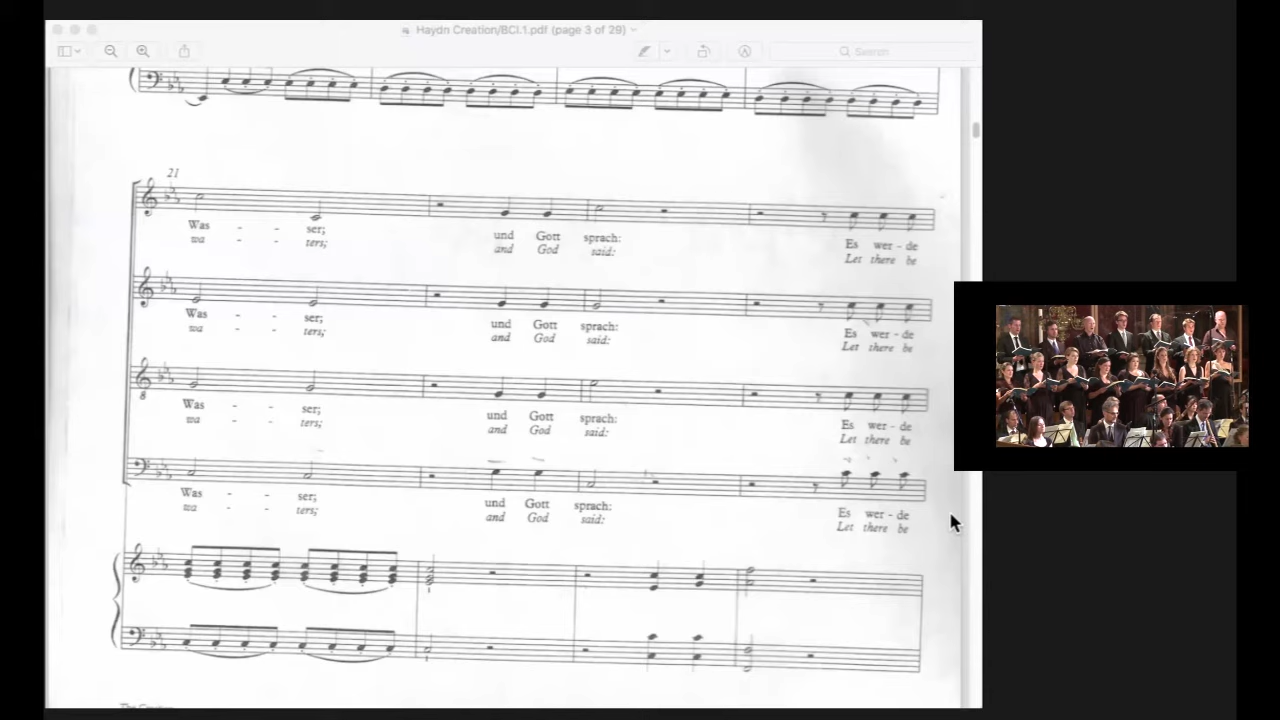 Haydn Creation/BCl.1.pdf (page 3 of 29)
Search
21
Was - - ser; und Gott sprach: Es wer - de
wa - - ters; and God said: Let there be
Was - - ser; und Gott sprach: Es wer - de
wa - - ters; and God said: Let there be
8
Was - - ser; und Gott sprach: Es wer - de
wa - - ters; and God said: Let there be
Was - - ser; und Gott sprach: Es wer - de
wa - - ters; and God said: Let there be